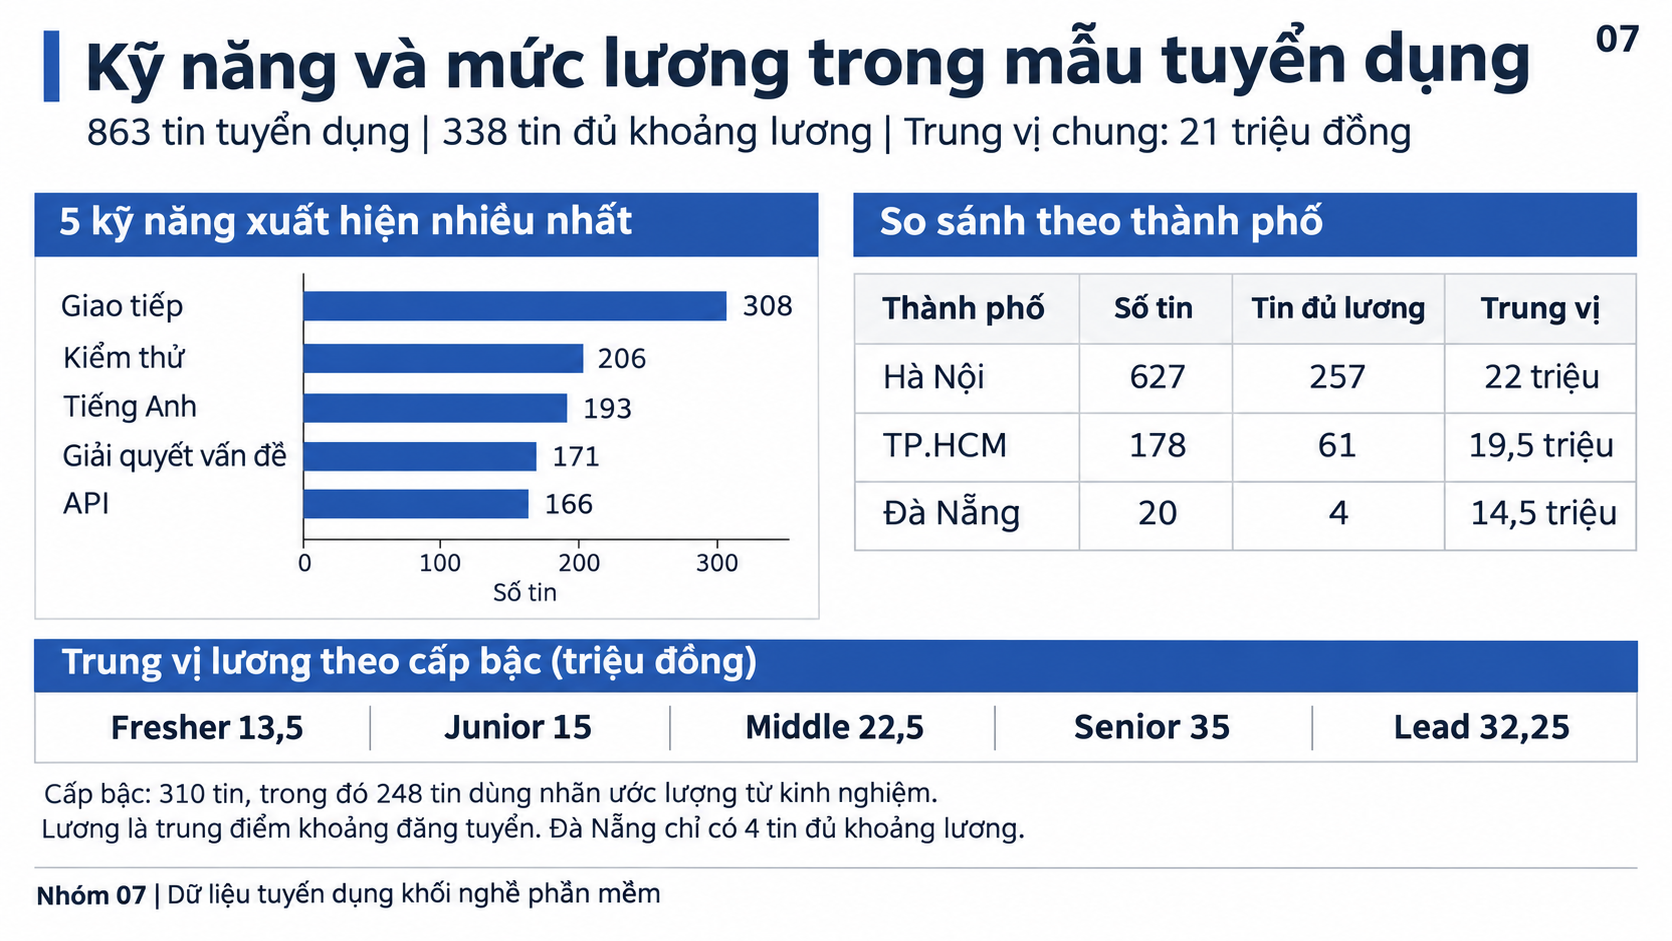 Kỹ năng và mức lương trong mẫu tuyển dụng
07
863 tin tuyển dụng | 338 tin đủ khoảng lương | Trung vị chung: 21 triệu đồng
5 kỹ năng xuất hiện nhiều nhất
Giao tiếp 308
Kiểm thử 206
Tiếng Anh 193
Giải quyết vấn đề 171
API 166
0 100 200 300
Số tin
So sánh theo thành phố
Thành phố Số tin Tin đủ lương Trung vị
Hà Nội 627 257 22 triệu
TP.HCM 178 61 19,5 triệu
Đà Nẵng 20 4 14,5 triệu
Trung vị lương theo cấp bậc (triệu đồng)
Fresher 13,5 Junior 15 Middle 22,5 Senior 35 Lead 32,25
Cấp bậc: 310 tin, trong đó 248 tin dùng nhãn ước lượng từ kinh nghiệm.
Lương là trung điểm khoảng đăng tuyển. Đà Nẵng chỉ có 4 tin đủ khoảng lương.
Nhóm 07 | Dữ liệu tuyển dụng khối nghề phần mềm